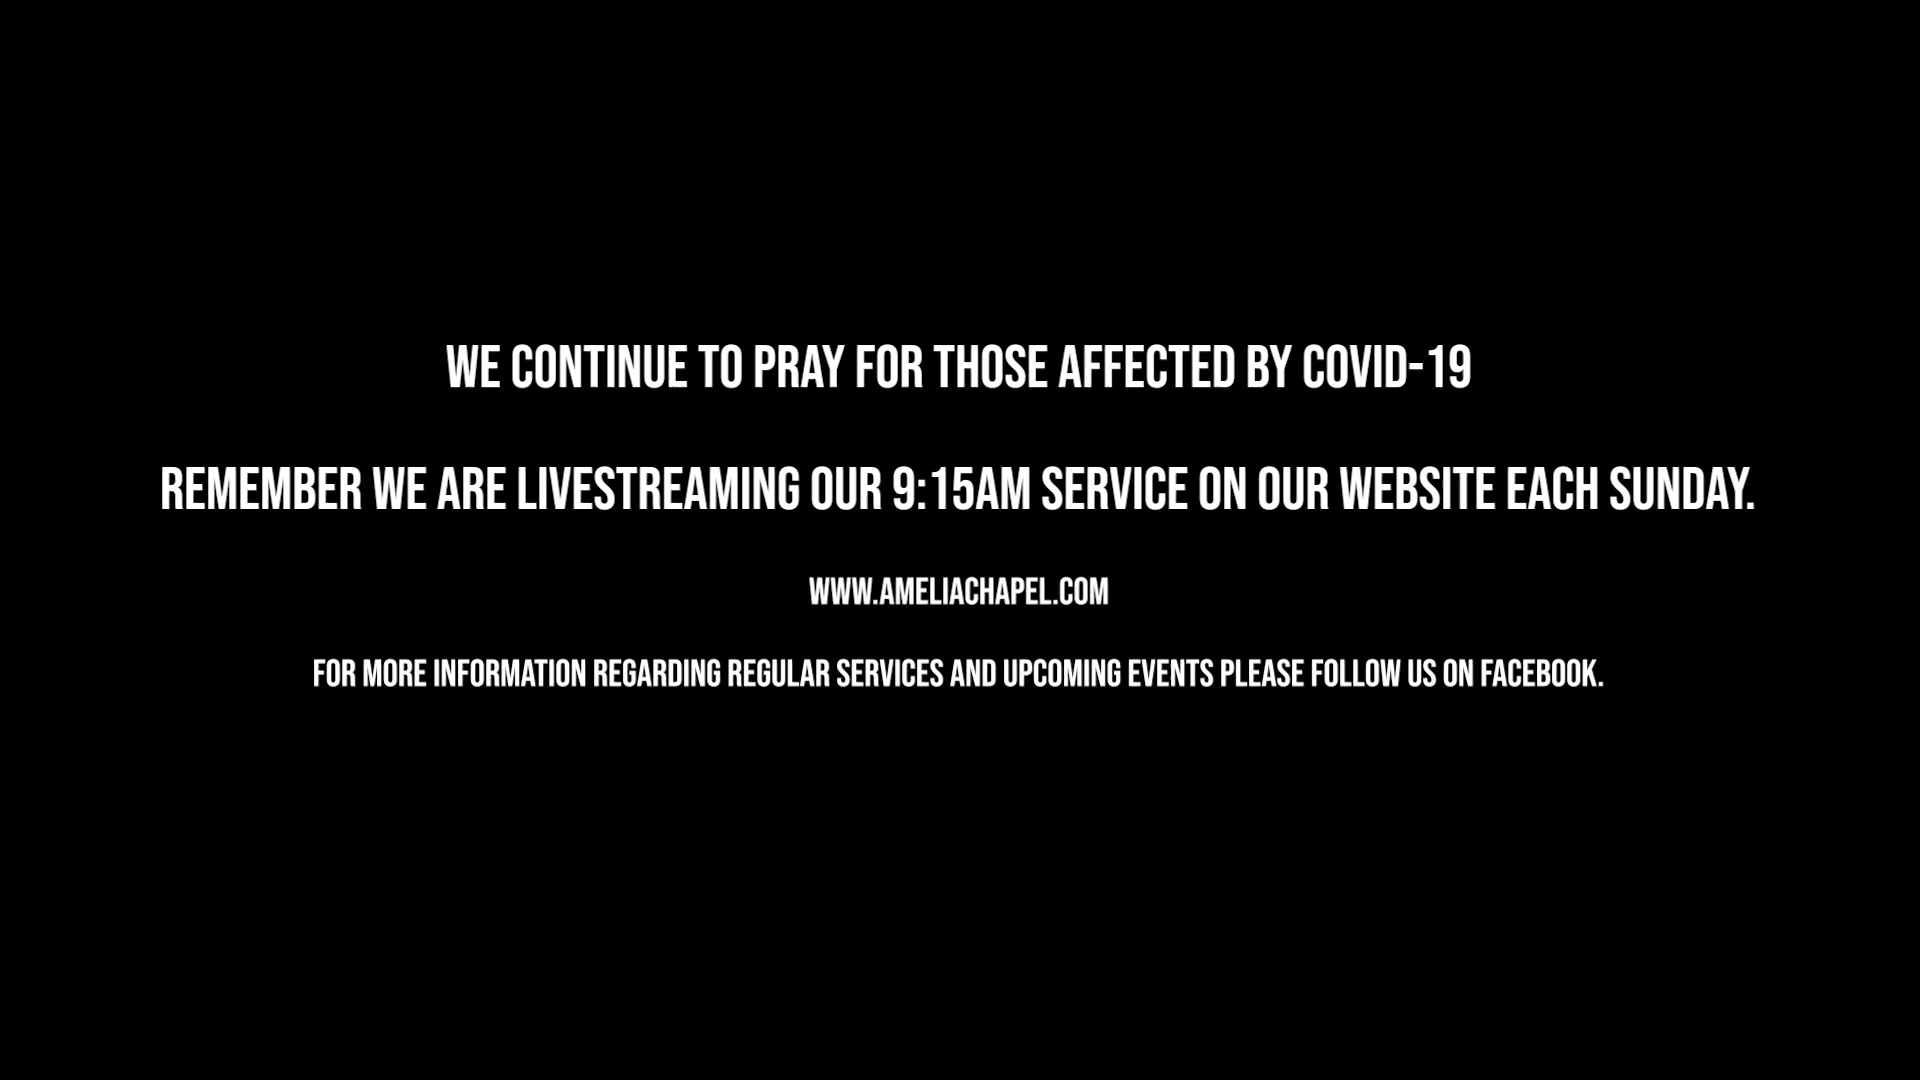 WE CONTINUE TO PRAY FOR THOSE AFFECTED BY COVID-19
REMEMBER WE ARE LIVESTREAMING OUR 9:15AM SERVICE ON OUR WEBSITE EACH SUNDAY.
WWW.AMELIACHAPEL.COM
FOR MORE INFORMATION REGARDING REGULAR SERVICES AND UPCOMING EVENTS PLEASE FOLLOW US ON FACEBOOK.